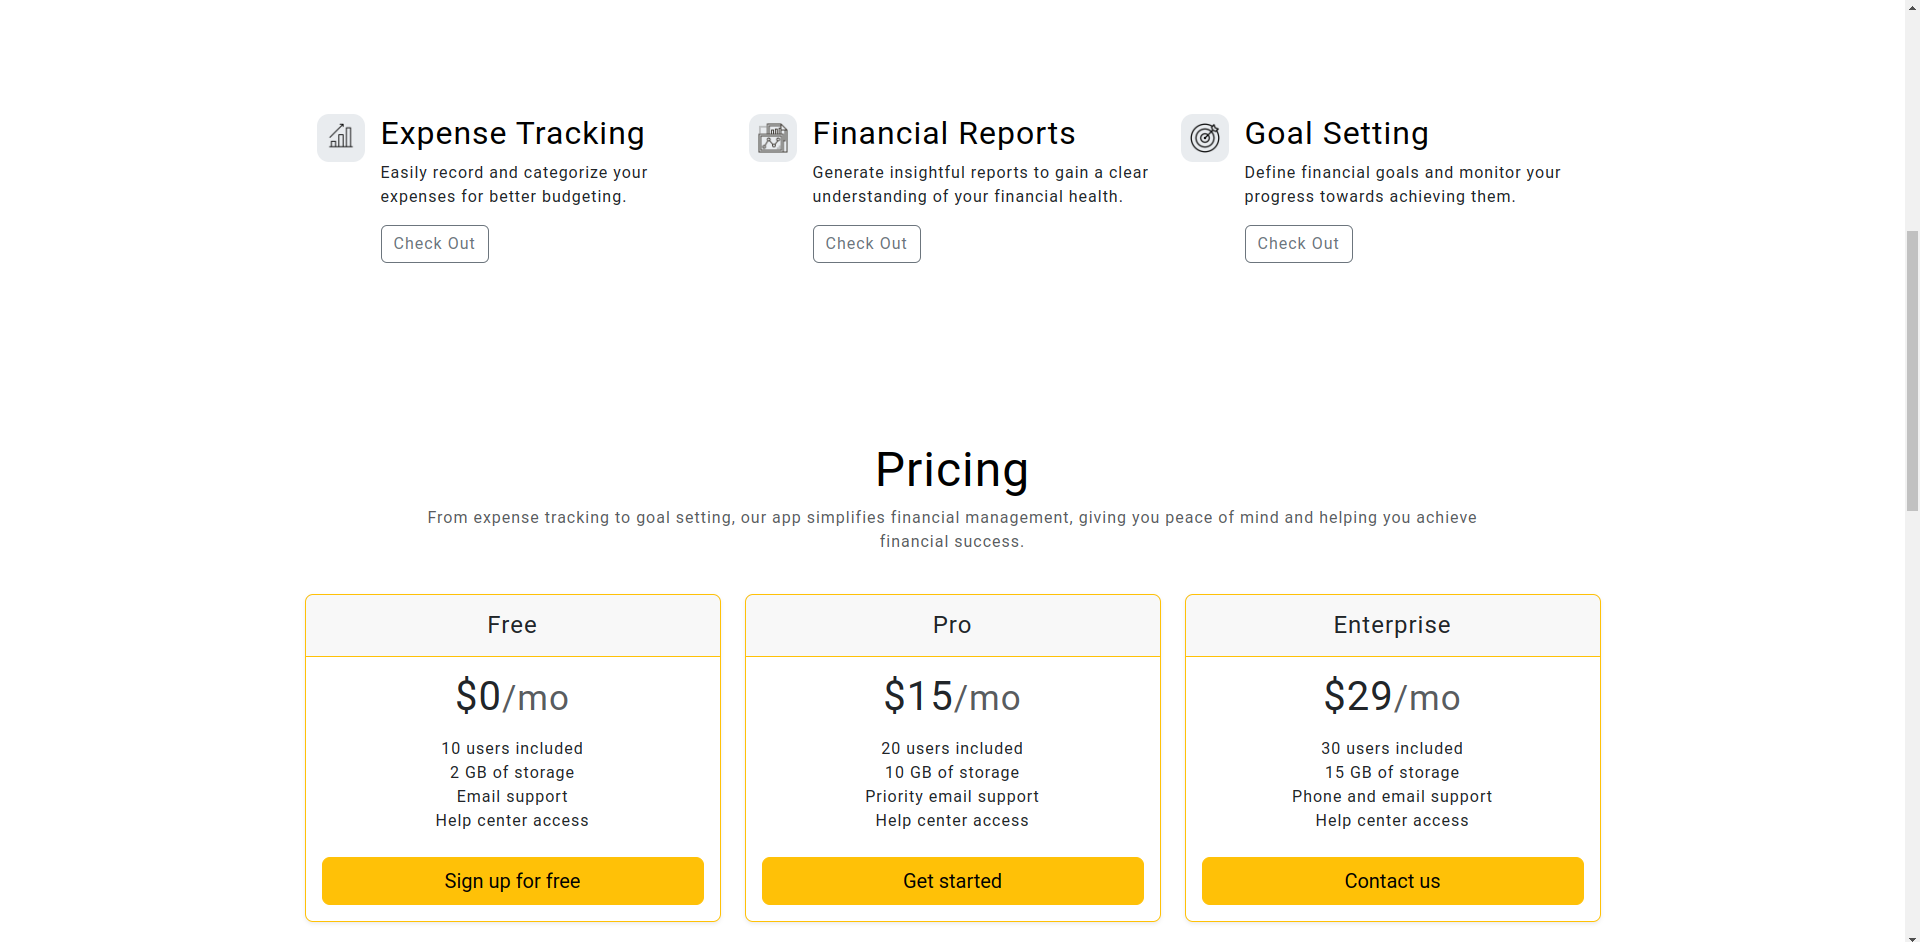 Expense Tracking
Easily record and categorize your
expenses for better budgeting.
Check Out
Financial Reports
Generate insightful reports to gain a clear
understanding of your financial health.
Check Out
Goal Setting
Define financial goals and monitor your
progress towards achieving them.
Check Out
Pricing
From expense tracking to goal setting, our app simplifies financial management, giving you peace of mind and helping you achieve
financial success.
Free
$0/mo
10 users included
2 GB of storage
Email support
Help center access
Sign up for free
Pro
$15/mo
20 users included
10 GB of storage
Priority email support
Help center access
Get started
Enterprise
$29/mo
30 users included
15 GB of storage
Phone and email support
Help center access
Contact us